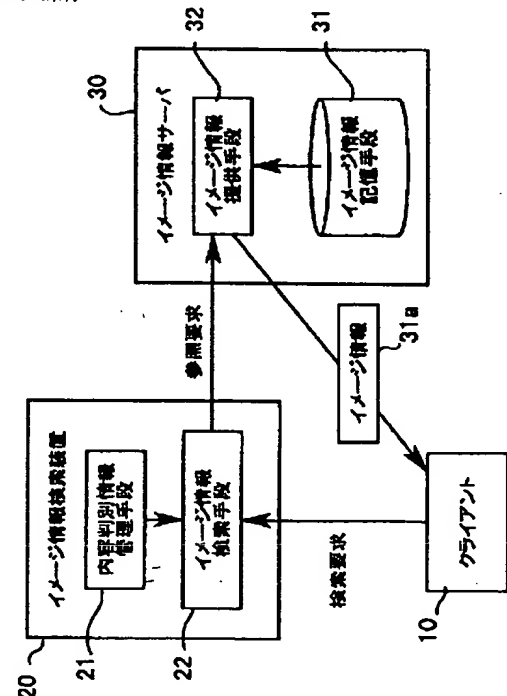 20
イメージ情報検索装置
21
内容判別情報
管理手段
22
イメージ情報
検索手段
参照要求
30
イメージ情報サーバ
32
イメージ情報
提供手段
31
イメージ情報
記憶手段
イメージ情報
31a
検索要求
10
クライアント